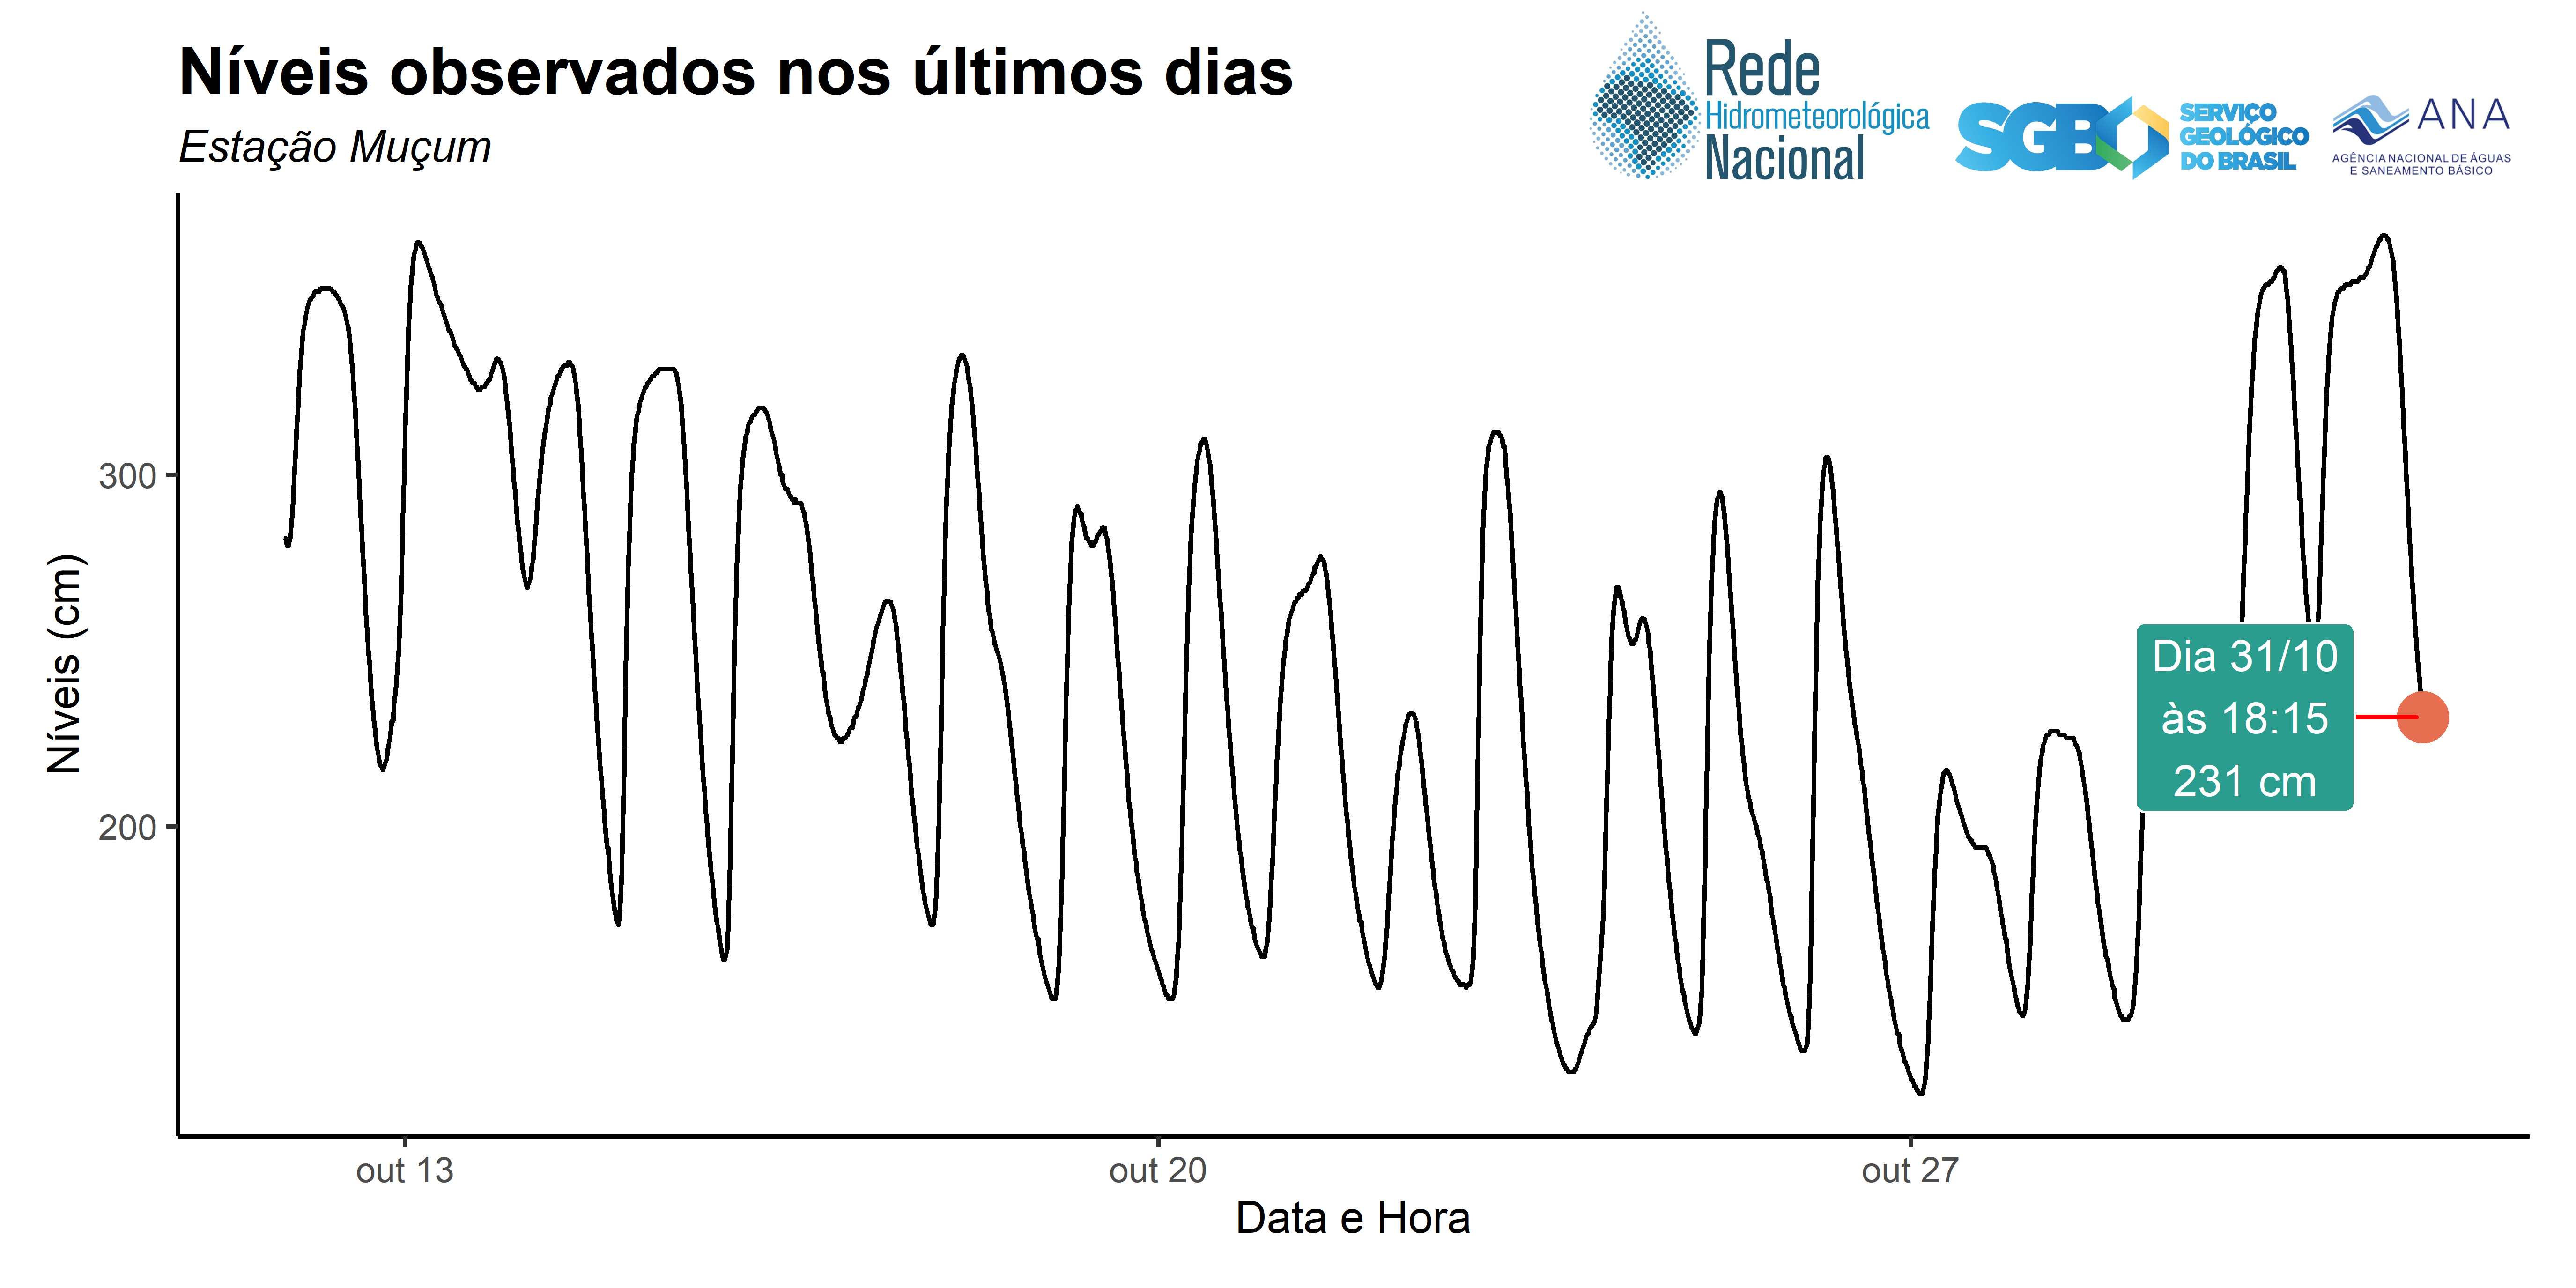 Níveis observados nos últimos dias
Estação Muçum
Rede
Hidrometeorológica
Nacional
SGB
SERVIÇO
GEOLÓGICO
DO BRASIL
ANA
AGÊNCIA NACIONAL DE ÁGUAS
E SANEAMENTO BÁSICO
Níveis (cm)
300
200
Dia 31/10
às 18:15
231 cm
out 13
out 20
out 27
Data e Hora